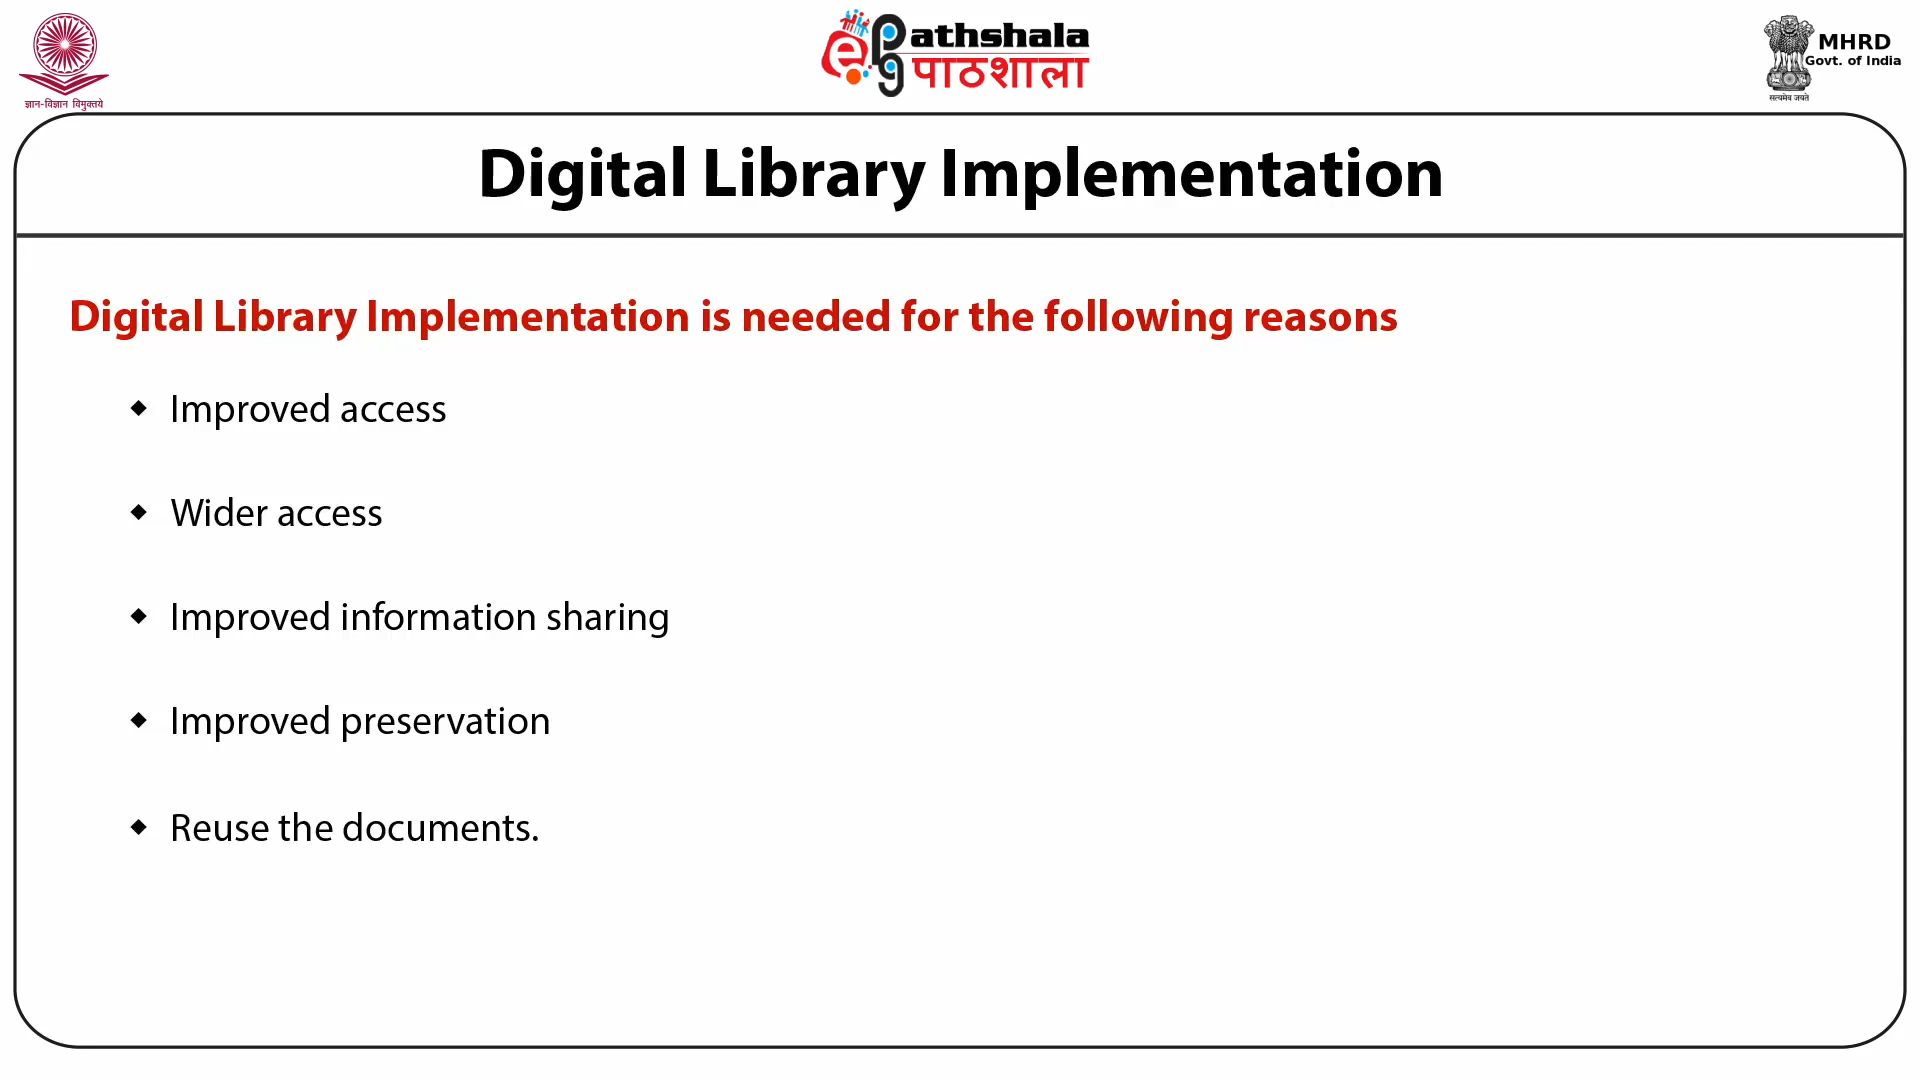 ज्ञान-विज्ञान विमुक्तये
e pg athshala
पाठशाला
MHRD
Govt. of India
सत्यमेव जयते
Digital Library Implementation
Digital Library Implementation is needed for the following reasons
◆ Improved access
◆ Wider access
◆ Improved information sharing
◆ Improved preservation
◆ Reuse the documents.